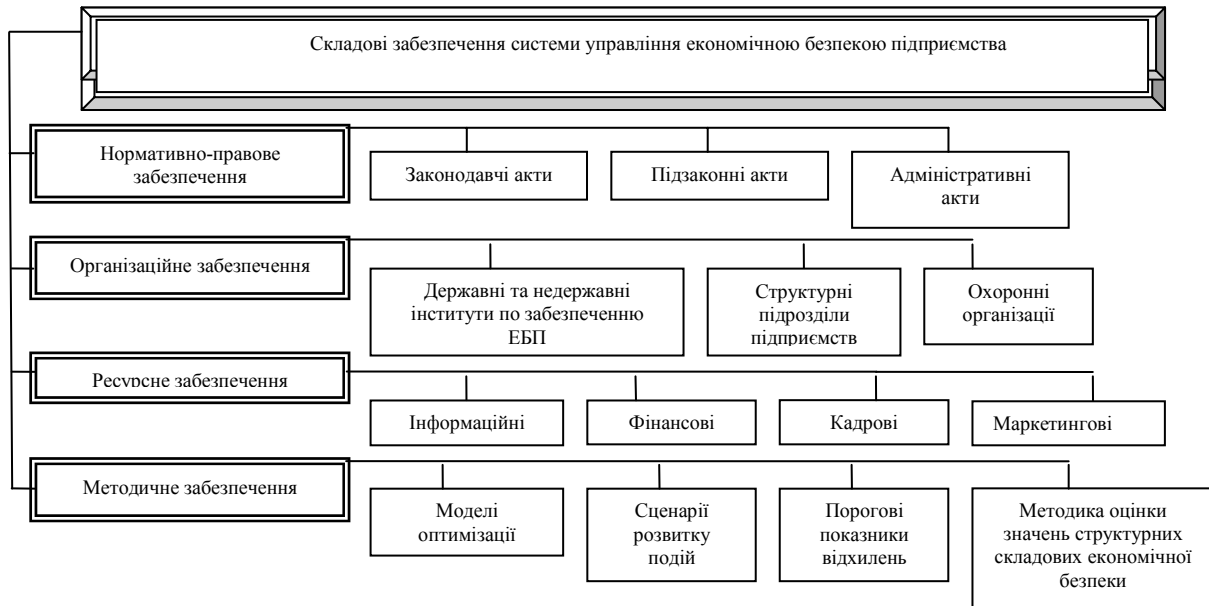 Складові забезпечення системи управління економічною безпекою підприємства
Нормативно-правове
забезпечення
Законодавчі акти
Підзаконні акти
Адміністративні
акти
Організаційне забезпечення
Державні та недержавні
інститути по забезпеченню
ЕБП
Структурні
підрозділи
підприємств
Охоронні
організації
Ресурсне забезпечення
Інформаційні
Фінансові
Кадрові
Маркетингові
Методичне забезпечення
Моделі
оптимізації
Сценарії
розвитку
подій
Порогові
показники
відхилень
Методика оцінки
значень структурних
складових економічної
безпеки